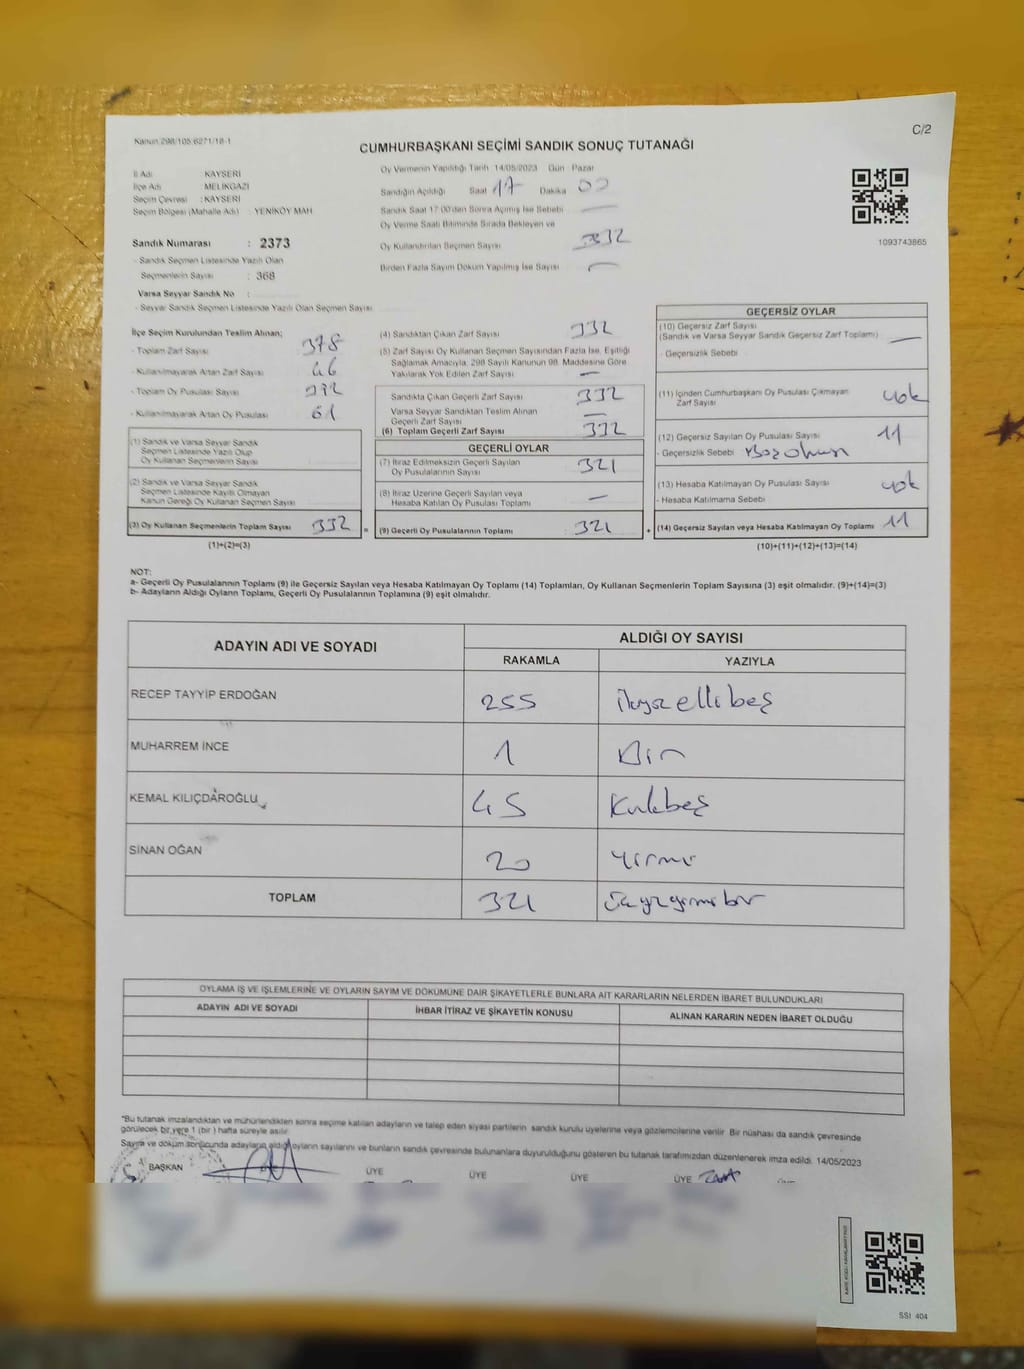 Kanun:298/105,6271/18-1
C/2
CUMHURBAŞKANI SEÇİMİ SANDIK SONUÇ TUTANAĞI
İl Adı : KAYSERİ
İlçe Adı : MELİKGAZİ
Seçim Çevresi : KAYSERİ
Seçim Bölgesi (Mahalle Adı) : YENİKÖY MAH
Oy Vermenin Yapıldığı Tarih 14/05/2023 Gün Pazar
Sandığın Açıldığı Saat 17 Dakika 00
Sandık Saat 17:00'den Sonra Açılmış İse Sebebi —
Oy Verme Saati Bitiminde Sırada Bekleyen ve
Oy Kullandırılan Seçmen Sayısı 332
Birden Fazla Sayım Döküm Yapılmış İse Sayısı —
1093743865
Sandık Numarası : 2373
- Sandık Seçmen Listesinde Yazılı Olan
Seçmenlerin Sayısı : 368
Varsa Seyyar Sandık No :
- Seyyar Sandık Seçmen Listesinde Yazılı Olan Seçmen Sayısı
İlçe Seçim Kurulundan Teslim Alınan;
- Toplam Zarf Sayısı 378
- Kullanılmayarak Artan Zarf Sayısı 46
- Toplam Oy Pusulası Sayısı
- Kullanılmayarak Artan Oy Pusulası 61
(1) Sandık ve Varsa Seyyar Sandık
Seçmen Listesinde Yazılı Olup
Oy Kullanan Seçmenlerin Sayısı
(2) Sandık ve Varsa Seyyar Sandık
Seçmen Listesinde Kayıtlı Olmayan
Kanun Gereği Oy Kullanan Seçmen Sayısı
(3) Oy Kullanan Seçmenlerin Toplam Sayısı 332 =
(1)+(2)=(3)
(4) Sandıktan Çıkan Zarf Sayısı 332
(5) Zarf Sayısı Oy Kullanan Seçmen Sayısından Fazla İse, Eşitliği
Sağlamak Amacıyla, 298 Sayılı Kanunun 98. Maddesine Göre
Yakılarak Yok Edilen Zarf Sayısı —
Sandıkta Çıkan Geçerli Zarf Sayısı 332
Varsa Seyyar Sandıktan Teslim Alınan
Geçerli Zarf Sayısı —
(6) Toplam Geçerli Zarf Sayısı 332
GEÇERLİ OYLAR
(7) İtiraz Edilmeksizin Geçerli Sayılan
Oy Pusulalarının Sayısı 321
(8) İtiraz Üzerine Geçerli Sayılan veya
Hesaba Katılan Oy Pusulaları Toplamı —
(9) Geçerli Oy Pusulalarının Toplamı : 321 +
GEÇERSİZ OYLAR
(10) Geçersiz Zarf Sayısı
(Sandık ve Varsa Seyyar Sandık Geçersiz Zarf Toplamı) —
- Geçersizlik Sebebi
(11) İçinden Cumhurbaşkanı Oy Pusulası Çıkmayan
Zarf Sayısı yok
(12) Geçersiz Sayılan Oy Pusulası Sayısı 11
- Geçersizlik Sebebi
(13) Hesaba Katılmayan Oy Pusulası Sayısı yok
- Hesaba Katılmama Sebebi
(14) Geçersiz Sayılan veya Hesaba Katılmayan Oy Toplamı 11
(10)+(11)+(12)+(13)=(14)
NOT:
a- Geçerli Oy Pusulalarının Toplamı (9) ile Geçersiz Sayılan veya Hesaba Katılmayan Oy Toplamı (14) Toplamları, Oy Kullanan Seçmenlerin Toplam Sayısına (3) eşit olmalıdır. (9)+(14)=(3)
b- Adayların Aldığı Oyların Toplamı, Geçerli Oy Pusulalarının Toplamına (9) eşit olmalıdır.
ADAYIN ADI VE SOYADI
ALDIĞI OY SAYISI
RAKAMLA YAZIYLA
RECEP TAYYİP ERDOĞAN 255 ikiyüzellibeş
MUHARREM İNCE 1 Bir
KEMAL KILIÇDAROĞLU 45 Kırkbeş
SİNAN OĞAN 20 Yirmi
TOPLAM 321 üçyüzyirmibir
OYLAMA İŞ VE İŞLEMLERİNE VE OYLARIN SAYIM VE DÖKÜMÜNE DAİR ŞİKAYETLERLE BUNLARA AİT KARARLARIN NELERDEN İBARET BULUNDUKLARI
ADAYIN ADI VE SOYADI İHBAR İTİRAZ VE ŞİKAYETİN KONUSU ALINAN KARARIN NEDEN İBARET OLDUĞU
*Bu tutanak imzalandıktan ve mühürlendikten sonra seçime katılan adayların ve talep eden siyasi partilerin sandık kurulu üyelerine veya gözlemcilerine verilir. Bir nüshası da sandık çevresinde
görülecek bir yere 1 (bir ) hafta süreyle asılır.
Sayım ve döküm sonucunda adayların aldığı oyların sayılarını ve bunların sandık çevresinde bulunanlara duyurulduğunu gösteren bu tutanak tarafımızdan düzenlenerek imza edildi. 14/05/2023
BAŞKAN ÜYE ÜYE ÜYE ÜYE
SSI 404